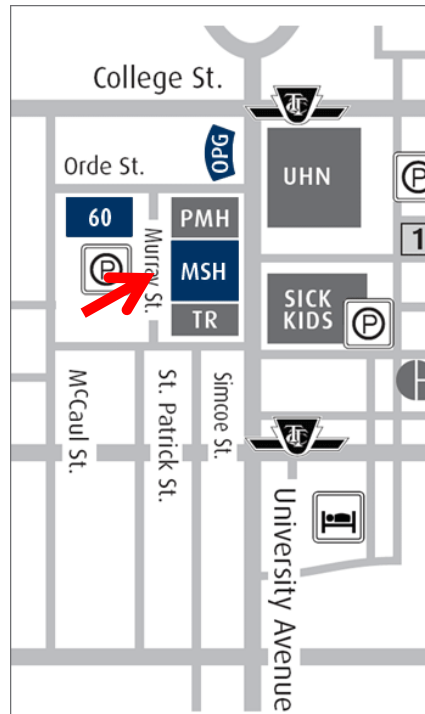 College St.
OPG
Orde St.
UHN
P
60
PMH
Murray St.
1
P
MSH
SICK
KIDS
P
TR
McCaul St.
St. Patrick St.
Simcoe St.
University Avenue